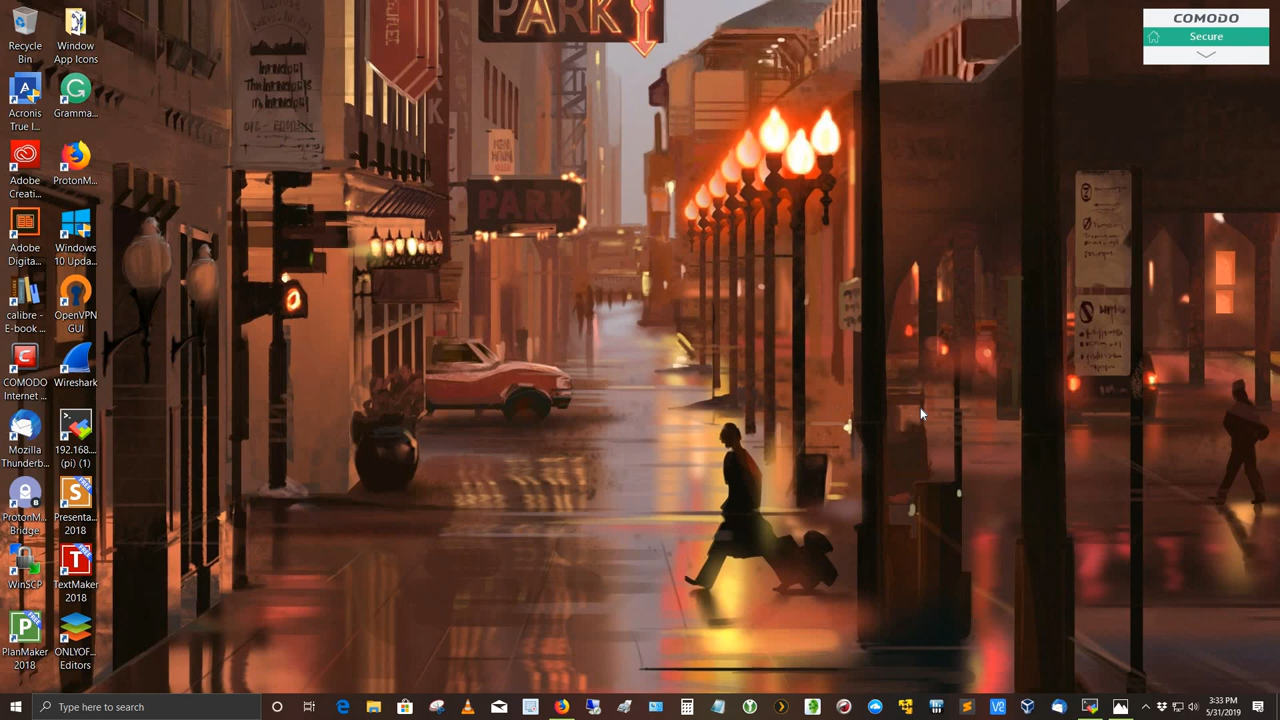 Recycle
Bin
Window
App Icons
Acronis
True I...
Gramma...
Adobe
Creati...
ProtonM...
Adobe
Digita...
Windows
10 Upda...
calibre -
E-book ...
OpenVPN
GUI
COMODO
Internet ...
Wireshark
Mozilla
Thunderb...
192.168....
(pi) (1)
ProtonM...
Bridge
Presenta...
2018
WinSCP
TextMaker
2018
PlanMaker
2018
ONLYOF...
Editors
PARK
PARK
COMODO
Secure
Type here to search
3:33 PM
5/31/2019